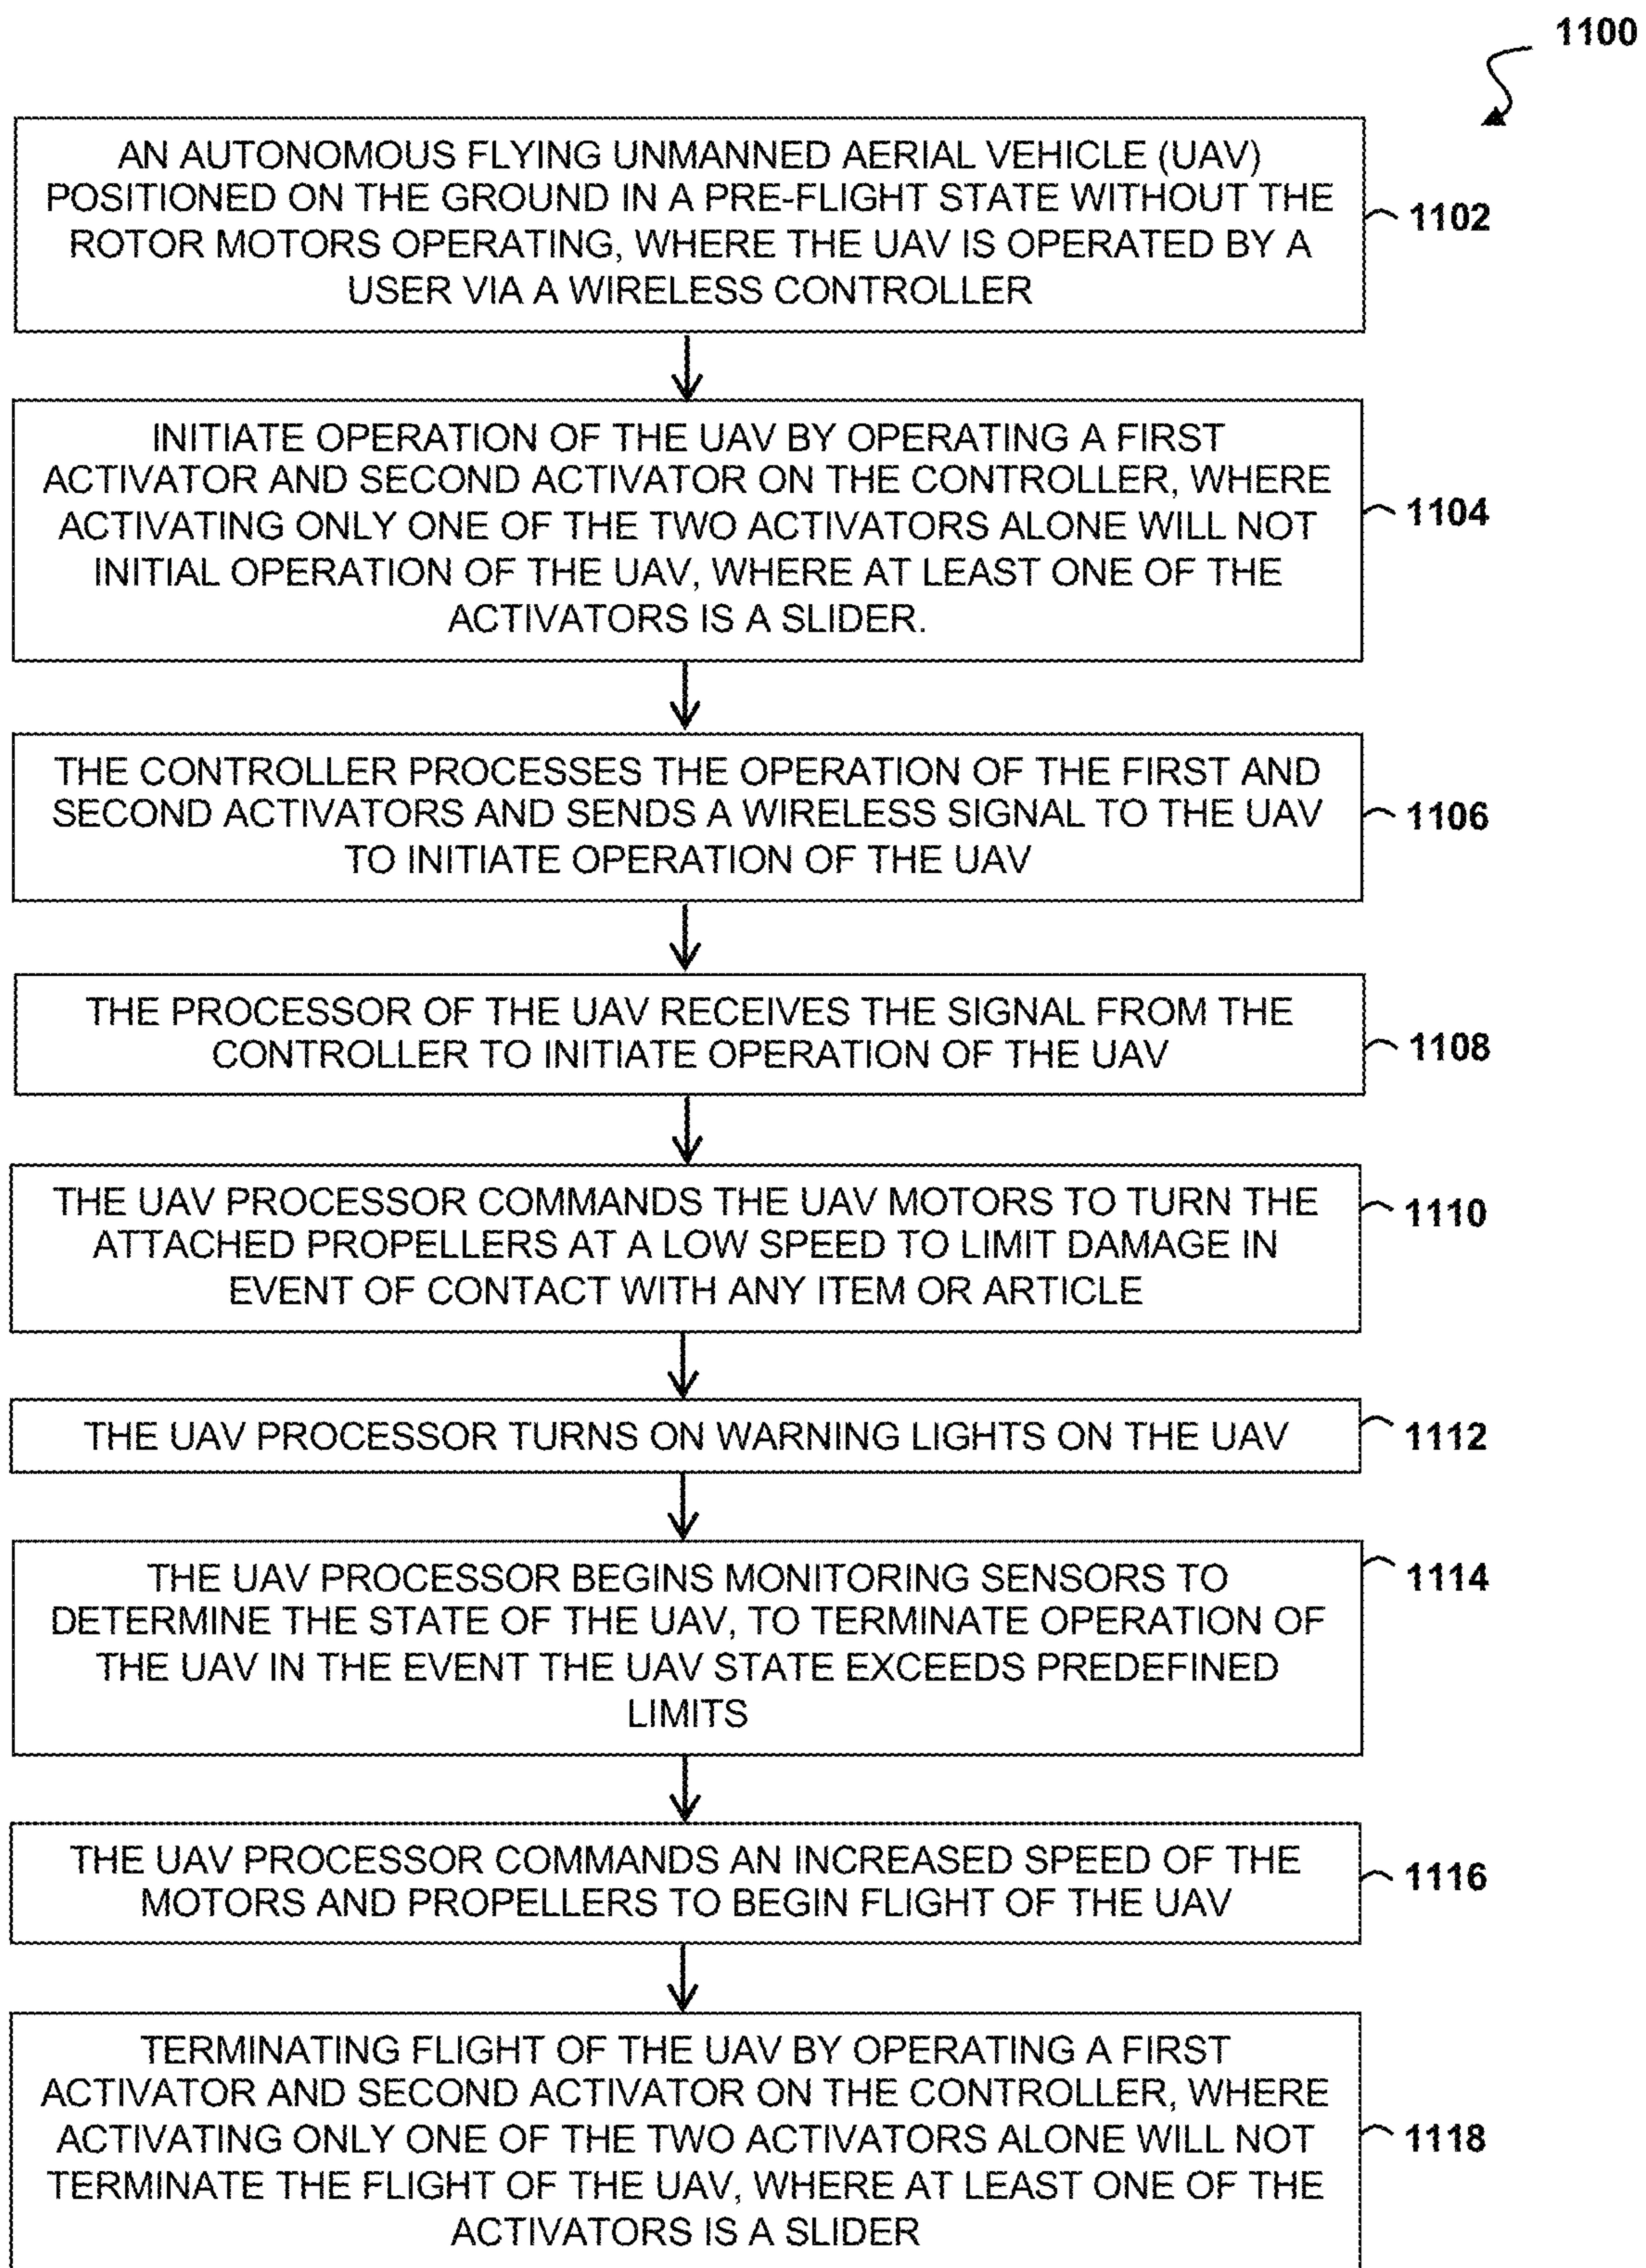 1100
AN AUTONOMOUS FLYING UNMANNED AERIAL VEHICLE (UAV)
POSITIONED ON THE GROUND IN A PRE-FLIGHT STATE WITHOUT THE
ROTOR MOTORS OPERATING, WHERE THE UAV IS OPERATED BY A
USER VIA A WIRELESS CONTROLLER
1102
INITIATE OPERATION OF THE UAV BY OPERATING A FIRST
ACTIVATOR AND SECOND ACTIVATOR ON THE CONTROLLER, WHERE
ACTIVATING ONLY ONE OF THE TWO ACTIVATORS ALONE WILL NOT
INITIAL OPERATION OF THE UAV, WHERE AT LEAST ONE OF THE
ACTIVATORS IS A SLIDER.
1104
THE CONTROLLER PROCESSES THE OPERATION OF THE FIRST AND
SECOND ACTIVATORS AND SENDS A WIRELESS SIGNAL TO THE UAV
TO INITIATE OPERATION OF THE UAV
1106
THE PROCESSOR OF THE UAV RECEIVES THE SIGNAL FROM THE
CONTROLLER TO INITIATE OPERATION OF THE UAV
1108
THE UAV PROCESSOR COMMANDS THE UAV MOTORS TO TURN THE
ATTACHED PROPELLERS AT A LOW SPEED TO LIMIT DAMAGE IN
EVENT OF CONTACT WITH ANY ITEM OR ARTICLE
1110
THE UAV PROCESSOR TURNS ON WARNING LIGHTS ON THE UAV
1112
THE UAV PROCESSOR BEGINS MONITORING SENSORS TO
DETERMINE THE STATE OF THE UAV, TO TERMINATE OPERATION OF
THE UAV IN THE EVENT THE UAV STATE EXCEEDS PREDEFINED
LIMITS
1114
THE UAV PROCESSOR COMMANDS AN INCREASED SPEED OF THE
MOTORS AND PROPELLERS TO BEGIN FLIGHT OF THE UAV
1116
TERMINATING FLIGHT OF THE UAV BY OPERATING A FIRST
ACTIVATOR AND SECOND ACTIVATOR ON THE CONTROLLER, WHERE
ACTIVATING ONLY ONE OF THE TWO ACTIVATORS ALONE WILL NOT
TERMINATE THE FLIGHT OF THE UAV, WHERE AT LEAST ONE OF THE
ACTIVATORS IS A SLIDER
1118